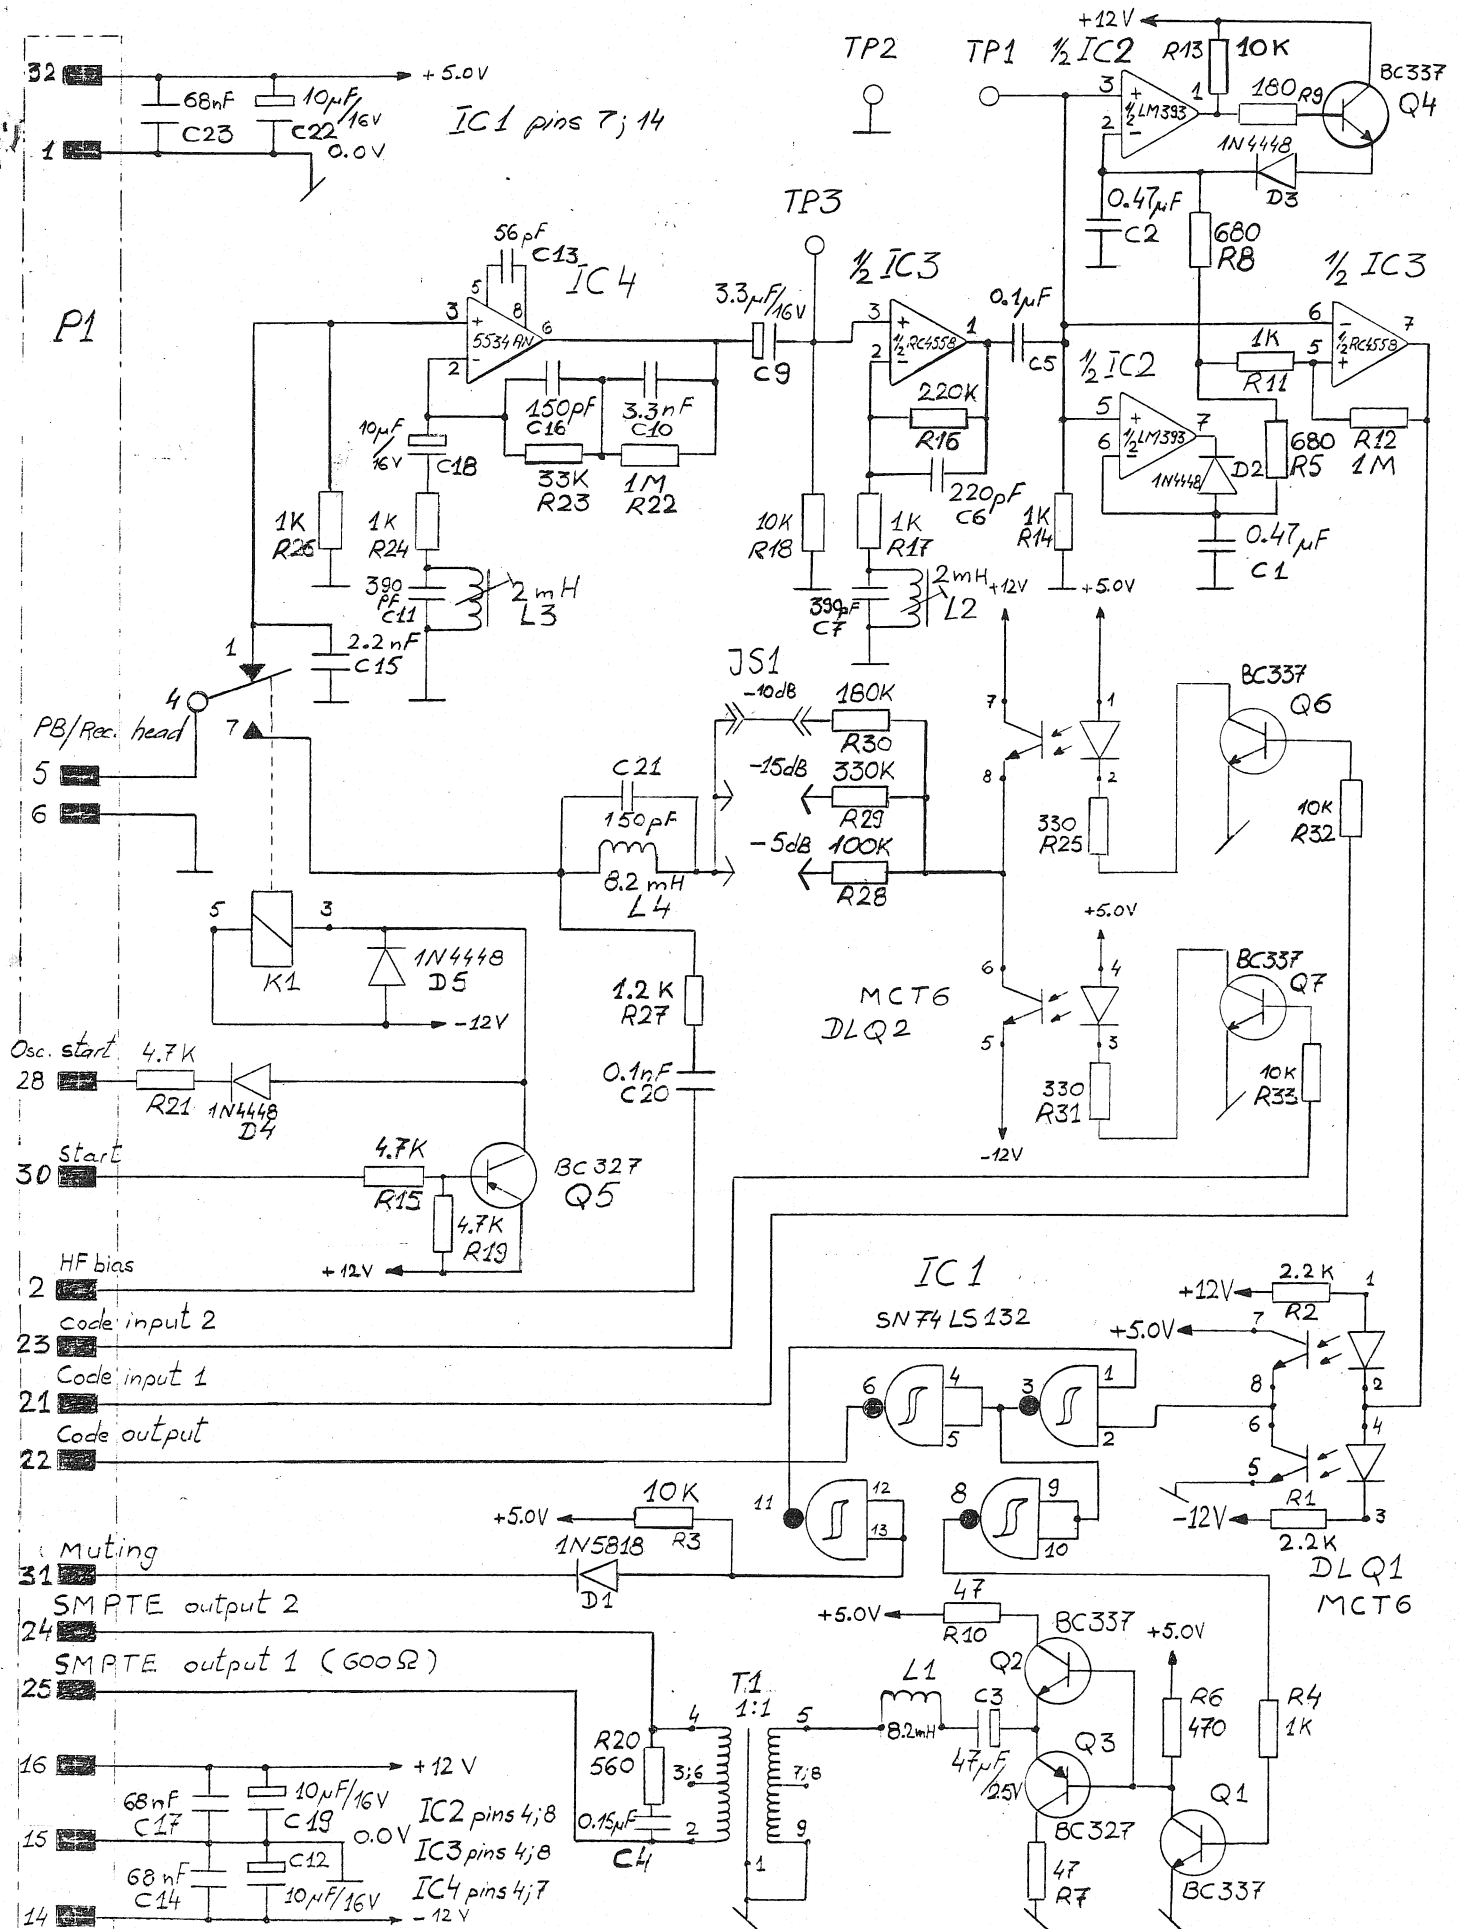 +12V
R13
10K
TP2
TP1
½ IC2
BC337
Q4
32
+5.0V
68nF
C23
10µF/16V
C22
IC1 pins 7; 14
1
0.0V
3
2
+
-
½ LM393
1
180 R9
1N4448
D3
0.47µF
C2
680
R8
TP3
56pF
C13
IC4
5
8
3
2
+
-
5534AN
6
P1
3.3µF/16V
C9
½ IC3
3
2
+
-
½ RC4558
1
0.1µF
C5
½ IC3
6
5
-
+
½ RC4558
7
1K
R11
½ IC2
5
6
+
-
½ LM393
7
1N4448
D2
680
R5
R12
1M
150pF
C16
3.3nF
C10
33K
R23
1M
R22
10µF/16V
C18
220K
R16
220pF
C6
1K
R26
1K
R24
10K
R18
1K
R17
1K
R14
0.47µF
C1
390pF
C11
2mH
L3
390pF
C7
2mH
L2
+12V
+5.0V
1
2.2nF
C15
4
7
PB/Rec. head
5
6
JS1
-10dB
180K
R30
-15dB
330K
R29
-5dB
100K
R28
C21
150pF
8.2mH
L4
7
8
1
2
330
R25
BC337
Q6
10K
R32
5
3
K1
1N4448
D5
-12V
1.2K
R27
0.1nF
C20
MCT6
DLQ2
6
5
+5.0V
4
3
330
R31
-12V
BC337
Q7
10K
R33
Osc. start
28
4.7K
R21
1N4448
D4
Start
30
4.7K
R15
4.7K
R19
BC327
Q5
+12V
HF bias
2
Code input 2
23
Code input 1
21
Code output
22
IC1
SN74LS132
6
4
5
3
1
2
11
12
13
8
9
10
+12V
2.2K
R2
1
+5.0V
7
8
2
6
4
5
-12V
R1
2.2K
3
DLQ1
MCT6
+5.0V
10K
R3
1N5818
D1
Muting
31
SMPTE output 2
24
SMPTE output 1 (600Ω)
25
+5.0V
47
R10
BC337
Q2
+5.0V
R6
470
R4
1K
T1
1:1
4
3;6
2
5
7;8
9
1
L1
8.2mH
C3
47µF/25V
Q3
BC327
47
R7
Q1
BC337
R20
560
0.15µF
C4
16
+12V
68nF
C17
10µF/16V
C19
15
0.0V
68nF
C14
C12
10µF/16V
14
-12V
IC2 pins 4;8
IC3 pins 4;8
IC4 pins 4;7